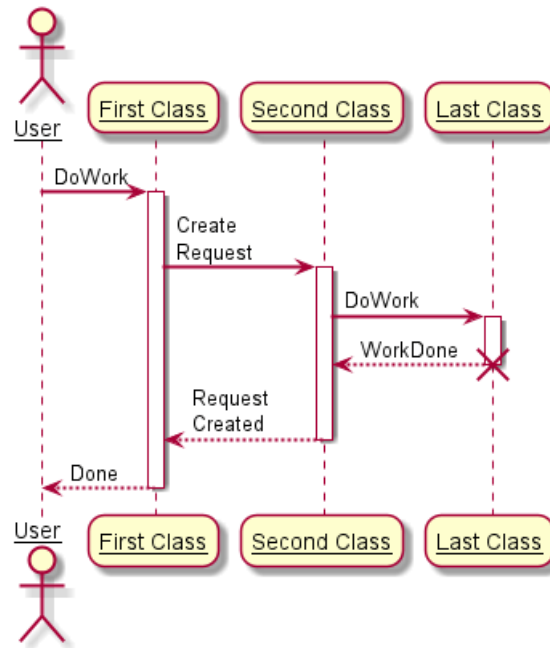 User
First Class
Second Class
Last Class
DoWork
Create
Request
DoWork
WorkDone
Request
Created
Done
User
First Class
Second Class
Last Class